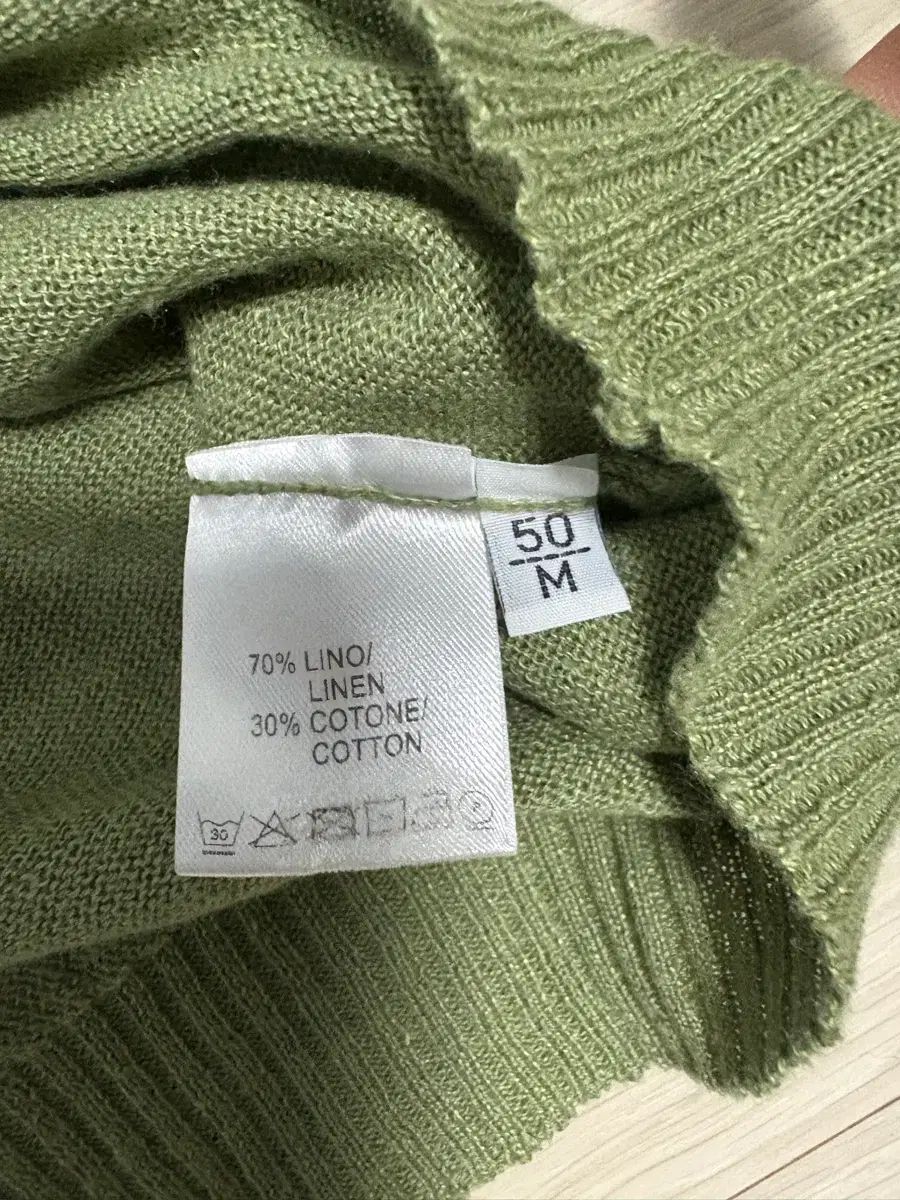 50
M
70% LINO/
LINEN
30% COTONE/
COTTON
30